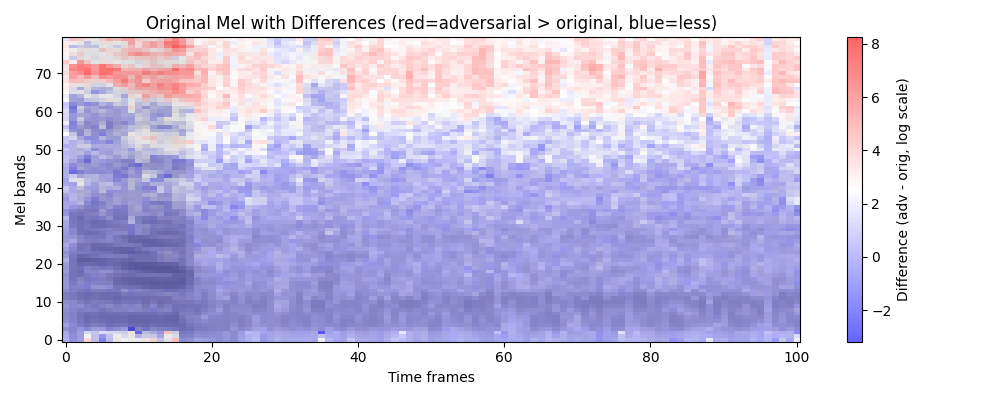 Original Mel with Differences (red=adversarial > original, blue=less)
Mel bands
70
60
50
40
30
20
10
0
0 20 40 60 80 100
Time frames
8
6
4
2
0
−2
Difference (adv - orig, log scale)